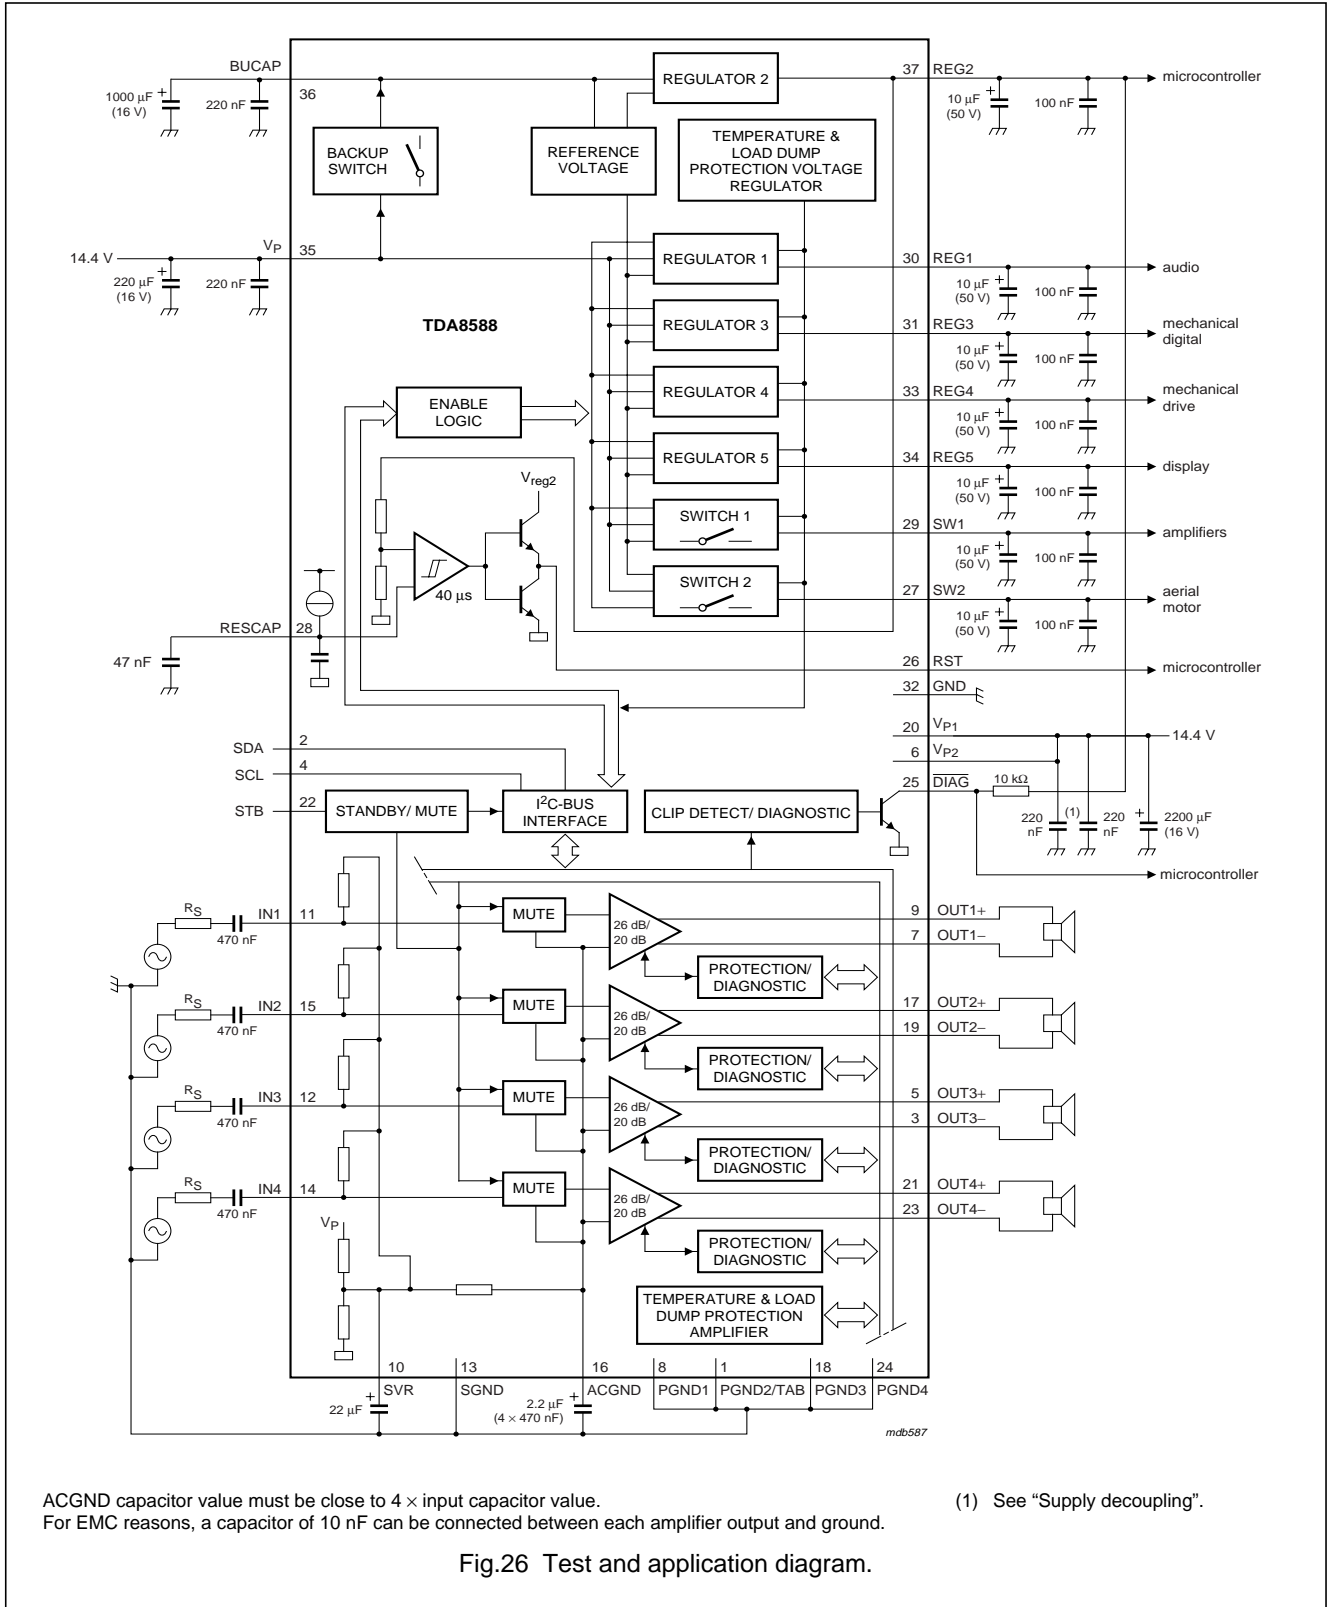 BUCAP
36
1000 μF
(16 V)
+
220 nF
REGULATOR 2
37
REG2
microcontroller
10 μF
(50 V)
+
100 nF
BACKUP
SWITCH
REFERENCE
VOLTAGE
TEMPERATURE &
LOAD DUMP
PROTECTION VOLTAGE
REGULATOR
14.4 V
VP
35
220 μF
(16 V)
+
220 nF
TDA8588
REGULATOR 1
30
REG1
audio
10 μF
(50 V)
+
100 nF
REGULATOR 3
31
REG3
mechanical
digital
10 μF
(50 V)
+
100 nF
REGULATOR 4
33
REG4
mechanical
drive
10 μF
(50 V)
+
100 nF
ENABLE
LOGIC
REGULATOR 5
34
REG5
display
10 μF
(50 V)
+
100 nF
Vreg2
SWITCH 1
29
SW1
amplifiers
10 μF
(50 V)
+
100 nF
40 μs
SWITCH 2
27
SW2
aerial
motor
10 μF
(50 V)
+
100 nF
RESCAP
28
47 nF
26
RST
microcontroller
32
GND
20
VP1
14.4 V
6
VP2
25
DIAG
10 kΩ
220
nF
(1)
220
nF
+
2200 μF
(16 V)
microcontroller
SDA
2
SCL
4
STB
22
STANDBY/ MUTE
I2C-BUS
INTERFACE
CLIP DETECT/ DIAGNOSTIC
RS
470 nF
IN1
11
MUTE
26 dB/
20 dB
9
OUT1+
7
OUT1−
PROTECTION/
DIAGNOSTIC
RS
470 nF
IN2
15
MUTE
26 dB/
20 dB
17
OUT2+
19
OUT2−
PROTECTION/
DIAGNOSTIC
RS
470 nF
IN3
12
MUTE
26 dB/
20 dB
5
OUT3+
3
OUT3−
PROTECTION/
DIAGNOSTIC
RS
470 nF
IN4
14
MUTE
26 dB/
20 dB
21
OUT4+
23
OUT4−
PROTECTION/
DIAGNOSTIC
VP
TEMPERATURE & LOAD
DUMP PROTECTION
AMPLIFIER
10
SVR
13
SGND
16
ACGND
8
PGND1
1
PGND2/TAB
18
PGND3
24
PGND4
22 μF
+
2.2 μF
(4 × 470 nF)
+
mdb587
ACGND capacitor value must be close to 4 × input capacitor value.
(1) See “Supply decoupling”.
For EMC reasons, a capacitor of 10 nF can be connected between each amplifier output and ground.
Fig.26 Test and application diagram.